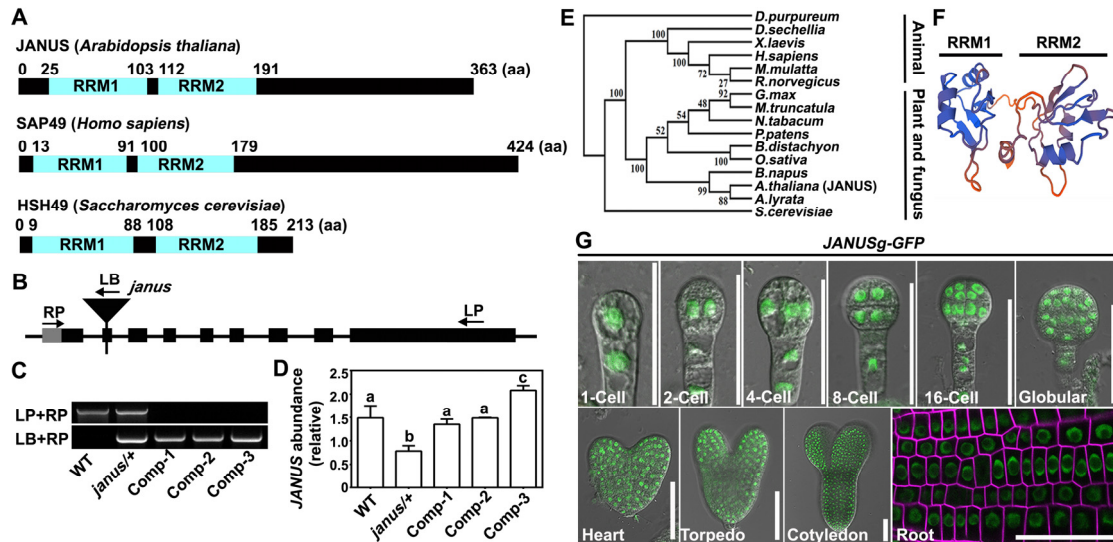 A
JANUS (Arabidopsis thaliana)
0 25 103 112 191 363 (aa)
RRM1 RRM2
SAP49 (Homo sapiens)
0 13 91 100 179 424 (aa)
RRM1 RRM2
HSH49 (Saccharomyces cerevisiae)
0 9 88 108 185 213 (aa)
RRM1 RRM2
B
janus
LB
RP
LP
C
LP+RP
LB+RP
WT
janus/+
Comp-1
Comp-2
Comp-3
D
JANUS abundance
(relative)
2.5
2.0
1.5
1.0
0.5
0.0
a b a a c
WT
janus/+
Comp-1
Comp-2
Comp-3
E
D.purpureum
D.sechellia
X.laevis
H.sapiens
M.mulatta
R.norvegicus
G.max
M.truncatula
N.tabacum
P.patens
B.distachyon
O.sativa
B.napus
A.thaliana (JANUS)
A.lyrata
S.cerevisiae
100
100
100
72
27
92
48
54
52
100
99
88
Animal
Plant and fungus
F
RRM1 RRM2
G
JANUSg-GFP
1-Cell 2-Cell 4-Cell 8-Cell 16-Cell Globular
Heart Torpedo Cotyledon Root